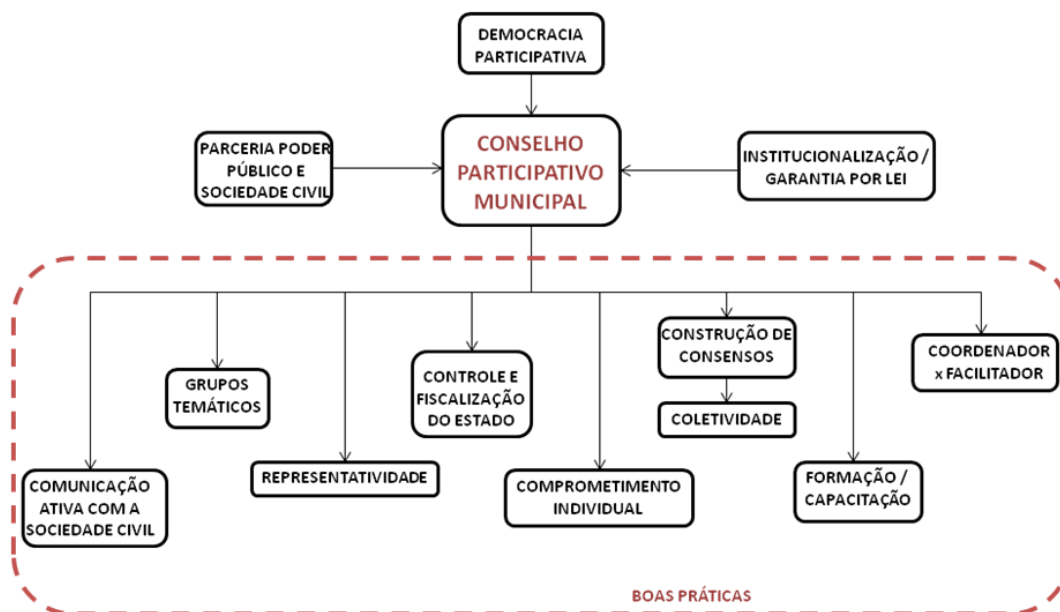 DEMOCRACIA
PARTICIPATIVA
PARCERIA PODER
PÚBLICO E
SOCIEDADE CIVIL
CONSELHO
PARTICIPATIVO
MUNICIPAL
INSTITUCIONALIZAÇÃO /
GARANTIA POR LEI
COMUNICAÇÃO
ATIVA COM A
SOCIEDADE CIVIL
GRUPOS
TEMÁTICOS
REPRESENTATIVIDADE
CONTROLE E
FISCALIZAÇÃO
DO ESTADO
COMPROMETIMENTO
INDIVIDUAL
CONSTRUÇÃO DE
CONSENSOS
COLETIVIDADE
FORMAÇÃO /
CAPACITAÇÃO
COORDENADOR
x FACILITADOR
BOAS PRÁTICAS